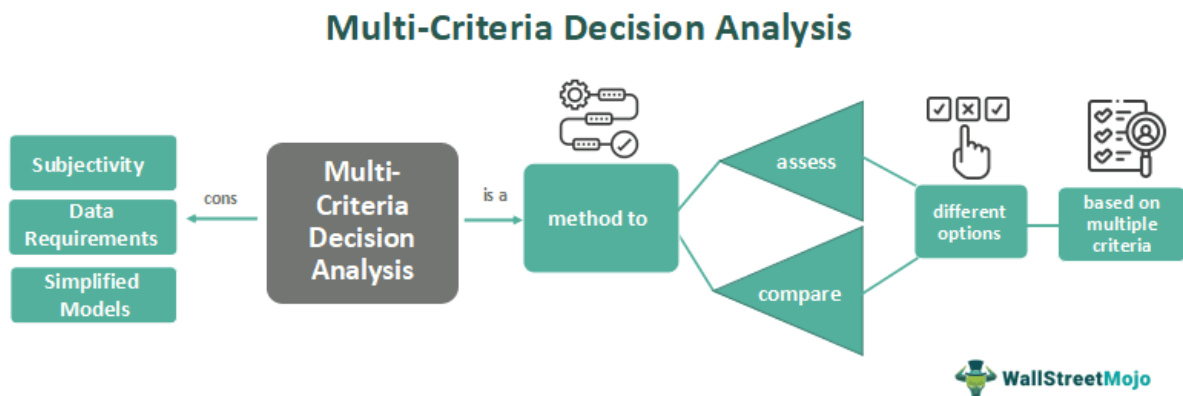 Multi-Criteria Decision Analysis
Subjectivity
Data
Requirements
Simplified
Models
cons
Multi-
Criteria
Decision
Analysis
is a
method to
assess
compare
different
options
based on
multiple
criteria
WallStreetMojo